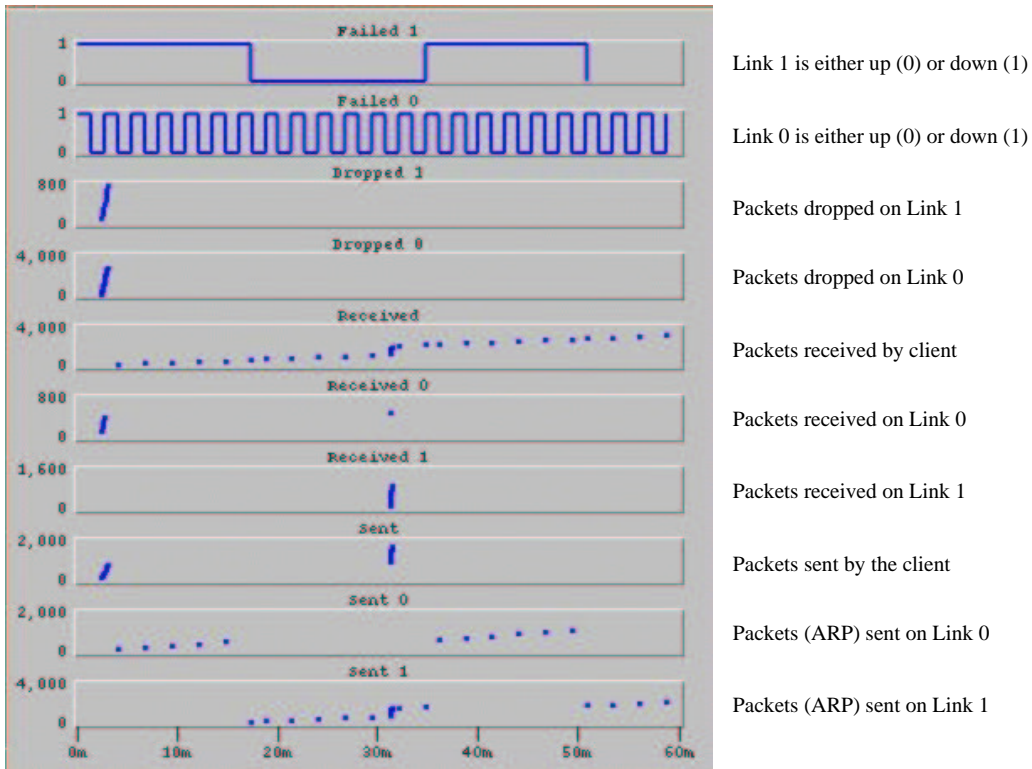 Failed 1
1
0
Link 1 is either up (0) or down (1)
Failed 0
1
0
Link 0 is either up (0) or down (1)
Dropped 1
800
0
Packets dropped on Link 1
Dropped 0
4,000
0
Packets dropped on Link 0
Received
4,000
0
Packets received by client
Received 0
800
0
Packets received on Link 0
Received 1
1,600
0
Packets received on Link 1
Sent
2,000
0
Packets sent by the client
Sent 0
2,000
0
Packets (ARP) sent on Link 0
Sent 1
4,000
0
Packets (ARP) sent on Link 1
0m 10m 20m 30m 40m 50m 60m